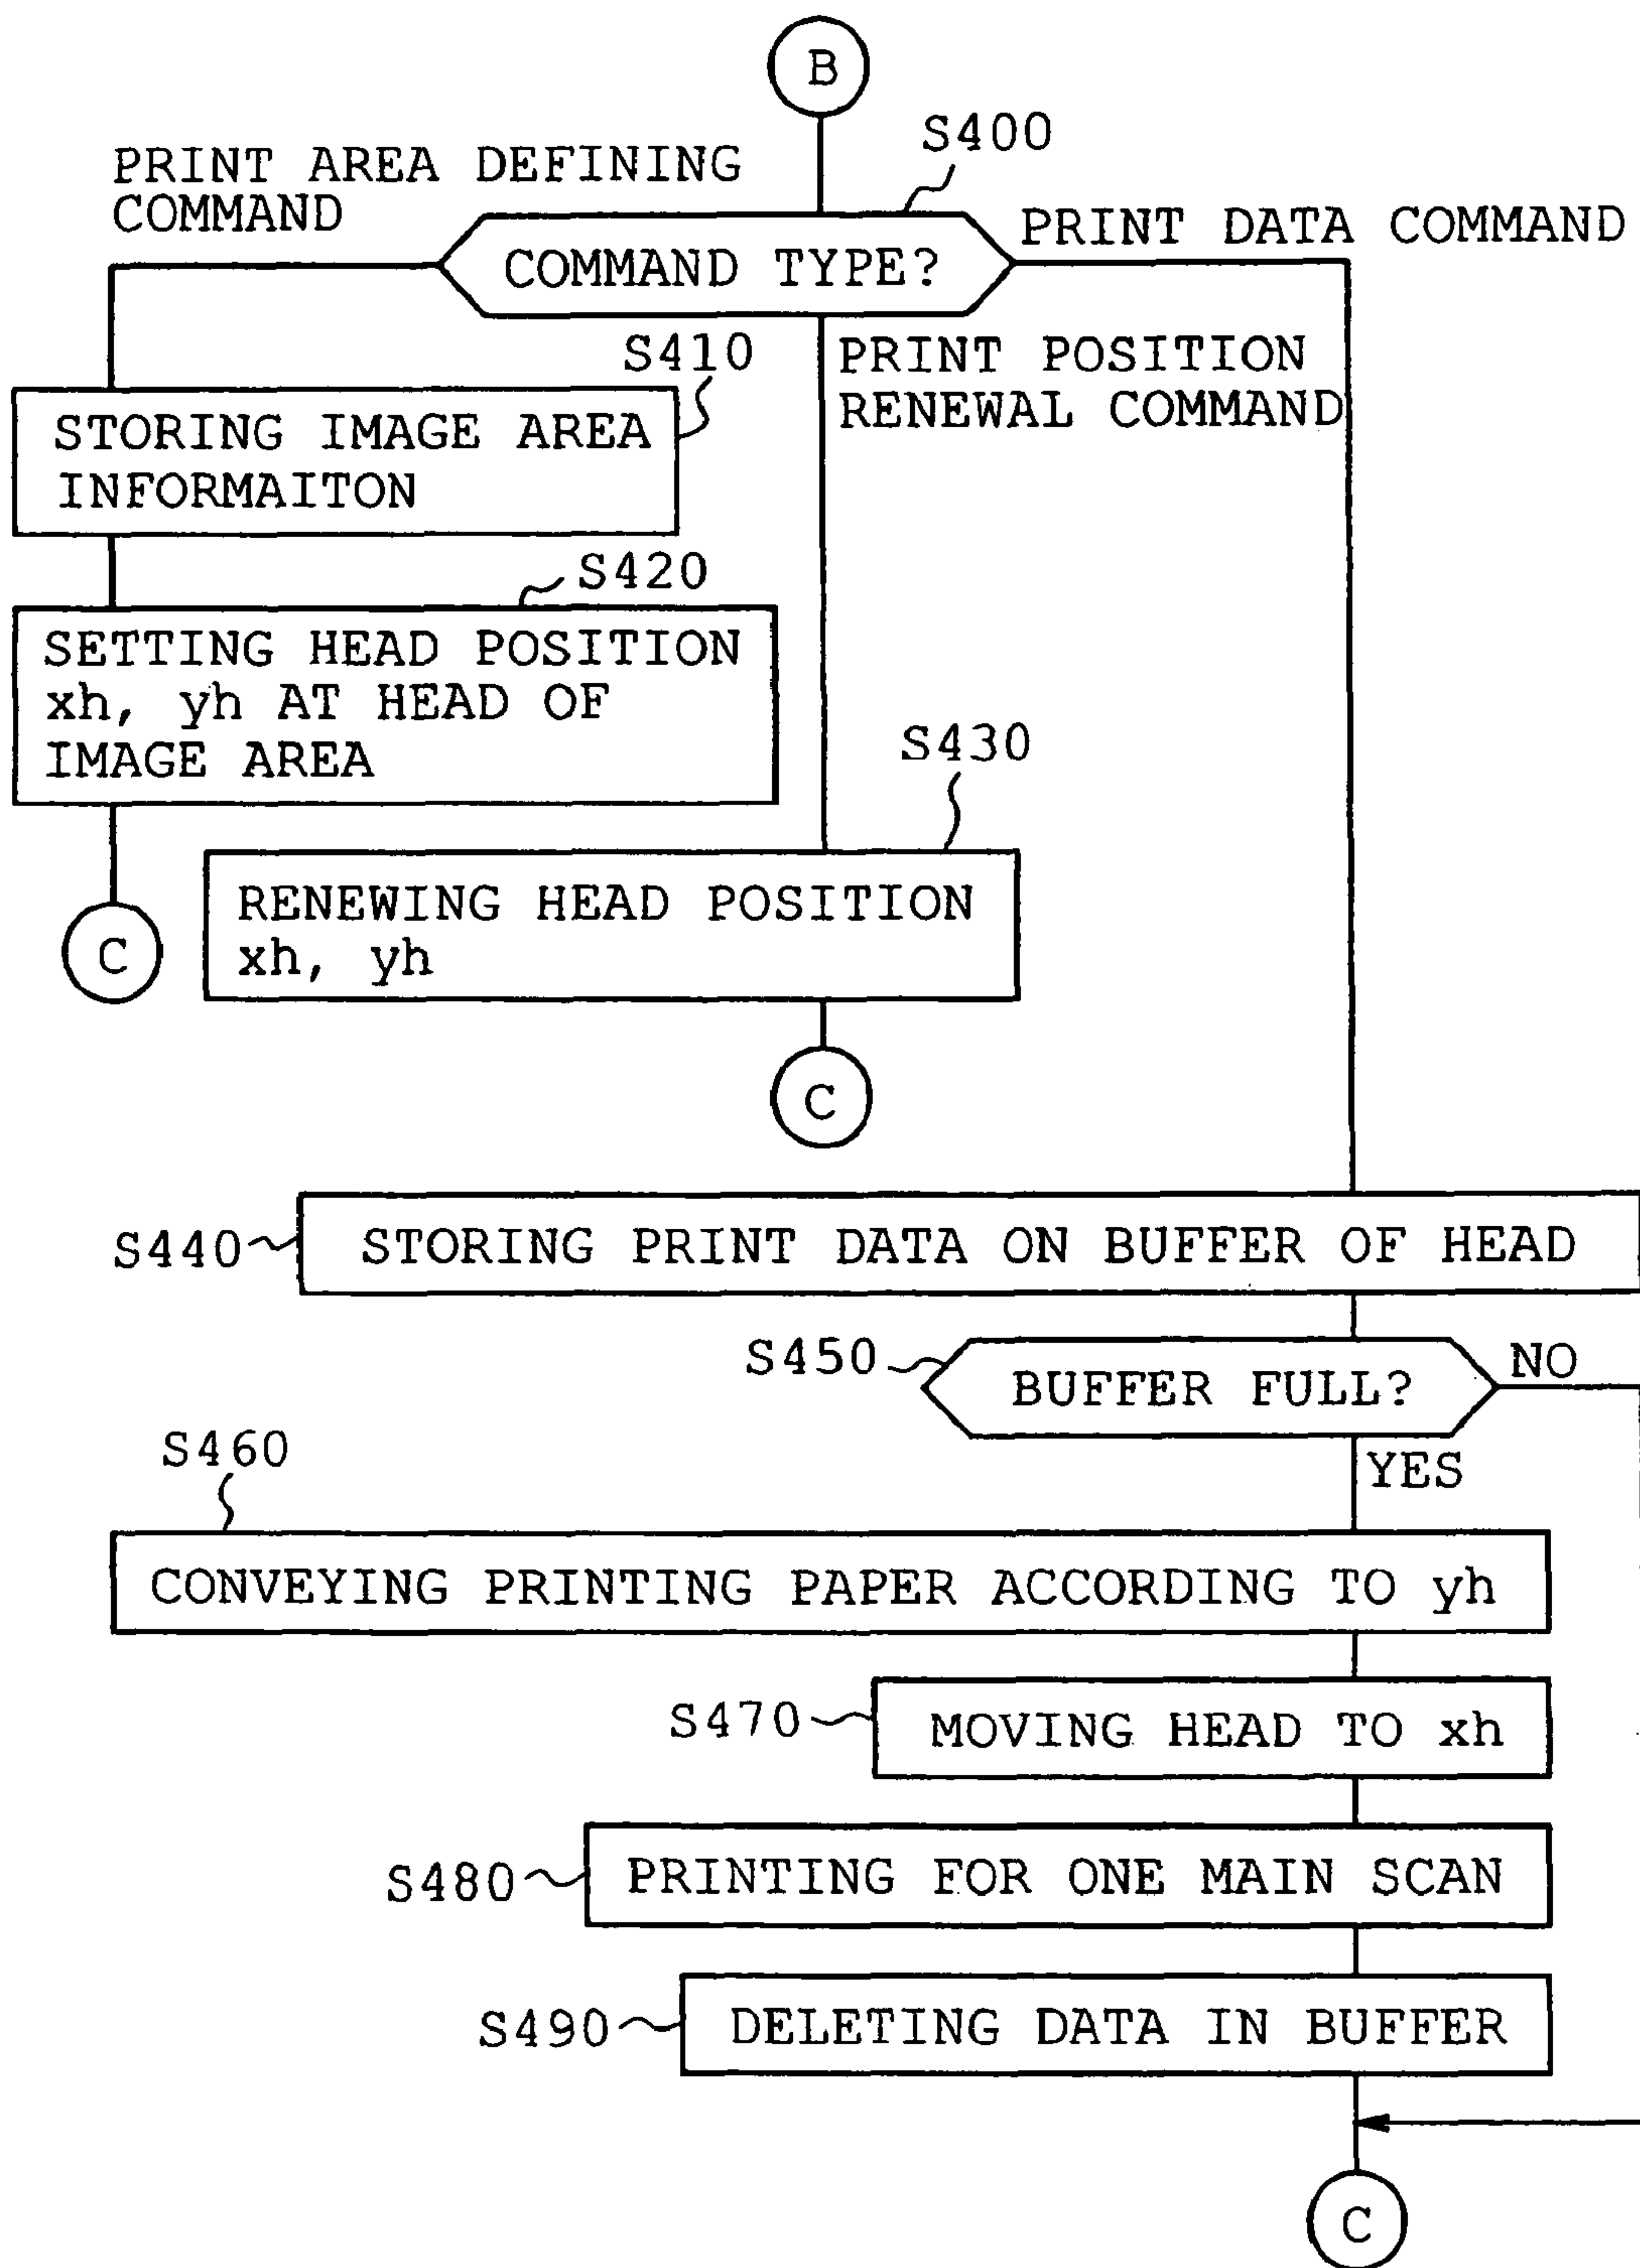 B
S400
PRINT AREA DEFINING
COMMAND
PRINT DATA COMMAND
COMMAND TYPE?
S410
PRINT POSITION
RENEWAL COMMAND
STORING IMAGE AREA
INFORMAITON
S420
SETTING HEAD POSITION
xh, yh AT HEAD OF
IMAGE AREA
S430
RENEWING HEAD POSITION
xh, yh
C
C
S440
STORING PRINT DATA ON BUFFER OF HEAD
S450
BUFFER FULL?
NO
YES
S460
CONVEYING PRINTING PAPER ACCORDING TO yh
S470
MOVING HEAD TO xh
S480
PRINTING FOR ONE MAIN SCAN
S490
DELETING DATA IN BUFFER
C